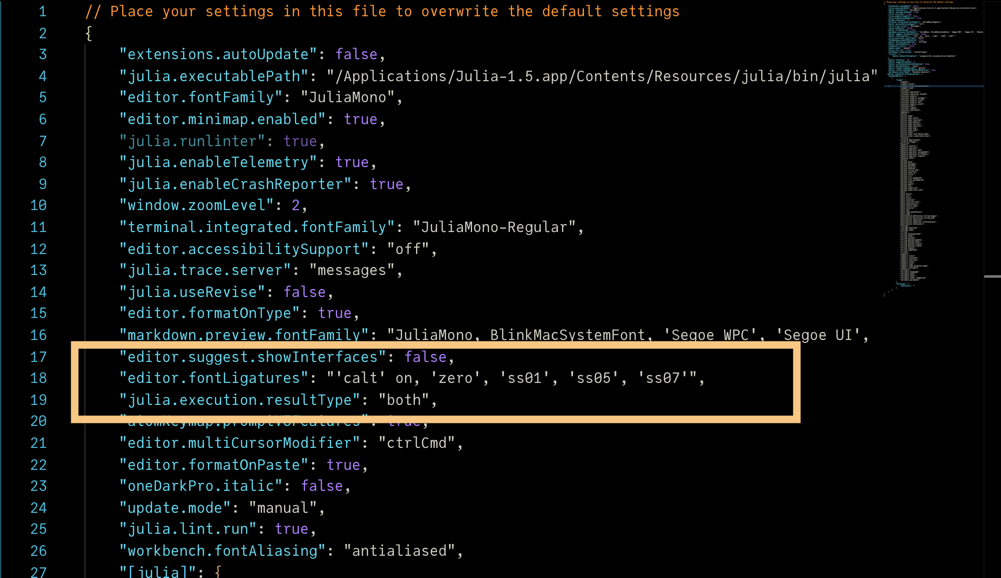 1 // Place your settings in this file to overwrite the default settings
2 {
3 "extensions.autoUpdate": false,
4 "julia.executablePath": "/Applications/Julia-1.5.app/Contents/Resources/julia/bin/julia"
5 "editor.fontFamily": "JuliaMono",
6 "editor.minimap.enabled": true,
7 "julia.runlinter": true,
8 "julia.enableTelemetry": true,
9 "julia.enableCrashReporter": true,
10 "window.zoomLevel": 2,
11 "terminal.integrated.fontFamily": "JuliaMono-Regular",
12 "editor.accessibilitySupport": "off",
13 "julia.trace.server": "messages",
14 "julia.useRevise": false,
15 "editor.formatOnType": true,
16 "markdown.preview.fontFamily": "JuliaMono, BlinkMacSystemFont, 'Segoe WPC', 'Segoe UI',
17 "editor.suggest.showInterfaces": false,
18 "editor.fontLigatures": "'calt' on, 'zero', 'ss01', 'ss05', 'ss07'",
19 "julia.execution.resultType": "both",
20 true,
21 "editor.multiCursorModifier": "ctrlCmd",
22 "editor.formatOnPaste": true,
23 "oneDarkPro.italic": false,
24 "update.mode": "manual",
25 "julia.lint.run": true,
26 "workbench.fontAliasing": "antialiased",
27 "[julia]": {